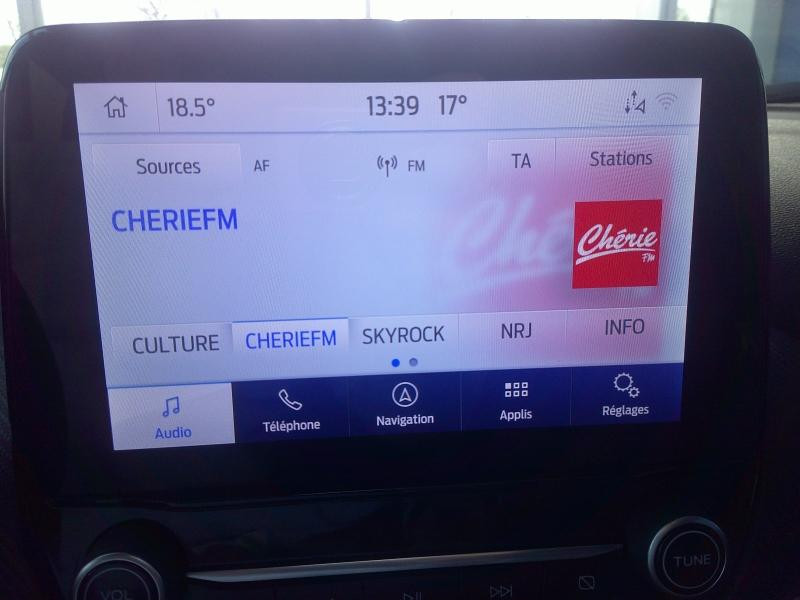 18.5° 13:39 17°
Sources AF FM TA Stations
CHERIEFM
Chérie
FM
CULTURE CHERIEFM SKYROCK NRJ INFO
Audio Téléphone Navigation Applis Réglages
VOL TUNE